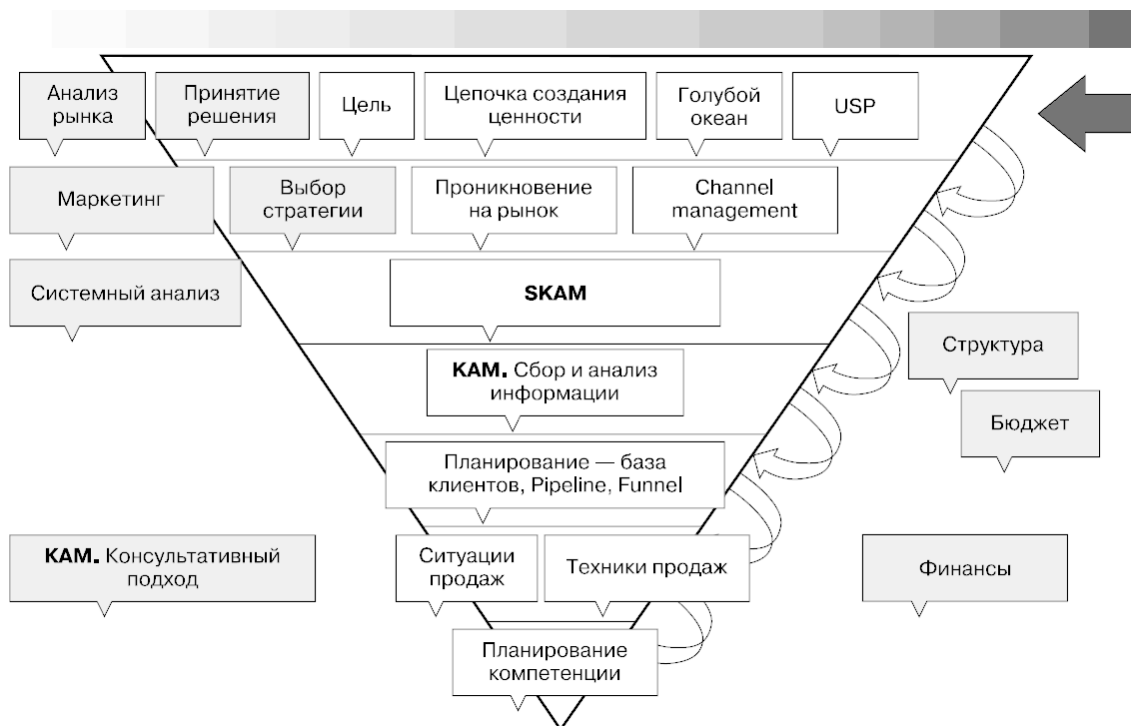 Анализ
рынка
Принятие
решения
Цель
Цепочка создания
ценности
Голубой
океан
USP
Маркетинг
Выбор
стратегии
Проникновение
на рынок
Channel
management
Системный анализ
SKAM
Структура
KAM. Сбор и анализ
информации
Бюджет
Планирование — база
клиентов, Pipeline, Funnel
KAM. Консультативный
подход
Ситуации
продаж
Техники продаж
Финансы
Планирование
компетенции